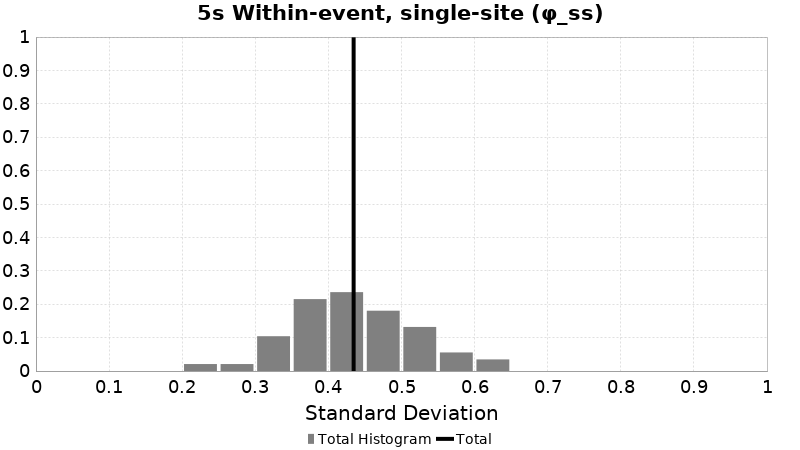 5s Within-event, single-site (φ_ss)
1
0.9
0.8
0.7
0.6
0.5
0.4
0.3
0.2
0.1
0
0 0.1 0.2 0.3 0.4 0.5 0.6 0.7 0.8 0.9 1
Standard Deviation
Total Histogram Total